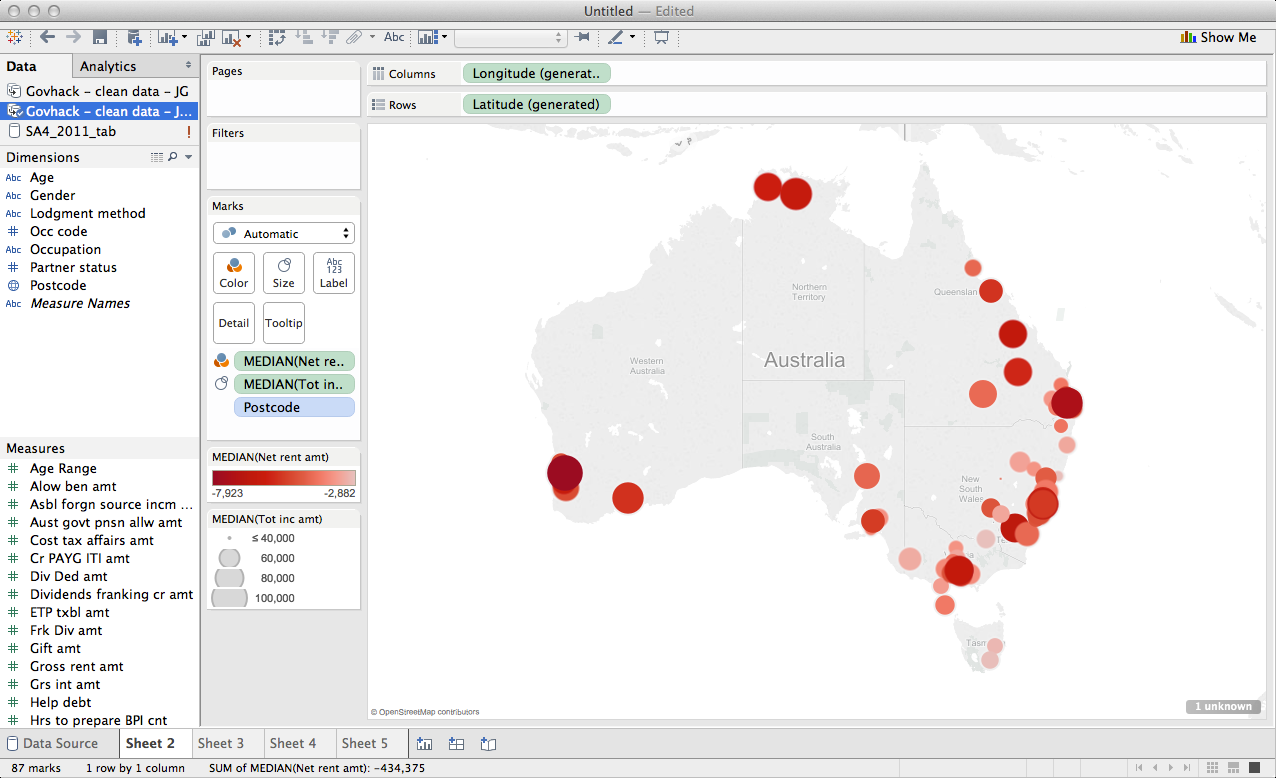 Untitled — Edited
Abc
Show Me
Data
Analytics
Govhack – clean data – JG
Govhack – clean data – J...
SA4_2011_tab
!
Dimensions
Abc Age
Abc Gender
Abc Lodgment method
# Occ code
Abc Occupation
# Partner status
Postcode
Abc Measure Names
Measures
# Age Range
# Alow ben amt
# Asbl forgn source incm ...
# Aust govt pnsn allw amt
# Cost tax affairs amt
# Cr PAYG ITI amt
# Div Ded amt
# Dividends franking cr amt
# ETP txbl amt
# Frk Div amt
# Gift amt
# Gross rent amt
# Grs int amt
# Help debt
# Hrs to prepare BPI cnt
Pages
Filters
Marks
Automatic
Color
Size
Abc
123
Label
Detail
Tooltip
MEDIAN(Net re..
MEDIAN(Tot in..
Postcode
MEDIAN(Net rent amt)
-7,923 -2,882
MEDIAN(Tot inc amt)
≤ 40,000
60,000
80,000
100,000
Columns
Longitude (generat..
Rows
Latitude (generated)
Northern
Territory
Western
Australia
Australia
South
Australia
New
South
Wales
© OpenStreetMap contributors
1 unknown
Data Source
Sheet 2
Sheet 3
Sheet 4
Sheet 5
87 marks
1 row by 1 column
SUM of MEDIAN(Net rent amt): -434,375